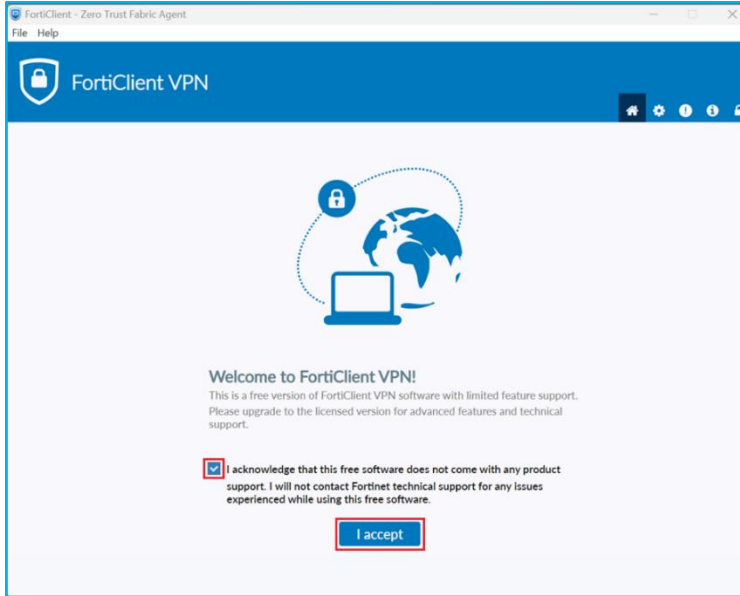 FortiClient - Zero Trust Fabric Agent
File Help
FortiClient VPN
Welcome to FortiClient VPN!
This is a free version of FortiClient VPN software with limited feature support.
Please upgrade to the licensed version for advanced features and technical
support.
I acknowledge that this free software does not come with any product
support. I will not contact Fortinet technical support for any issues
experienced while using this free software.
I accept